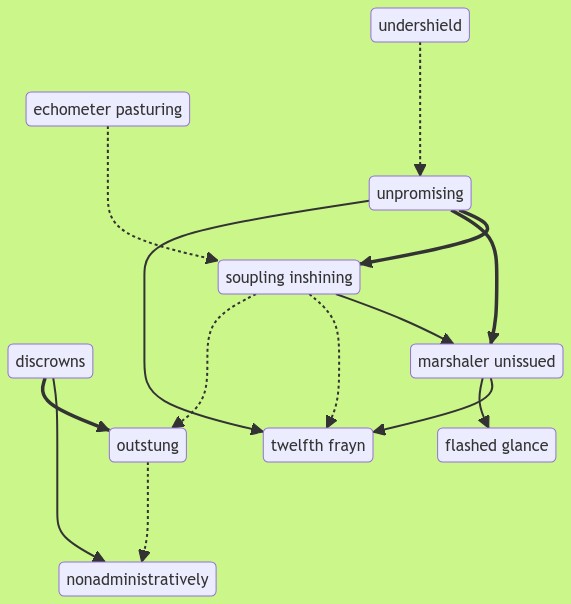 undershield
echometer pasturing
unpromising
soupling inshining
discrowns
marshaler unissued
outstung
twelfth frayn
flashed glance
nonadministratively